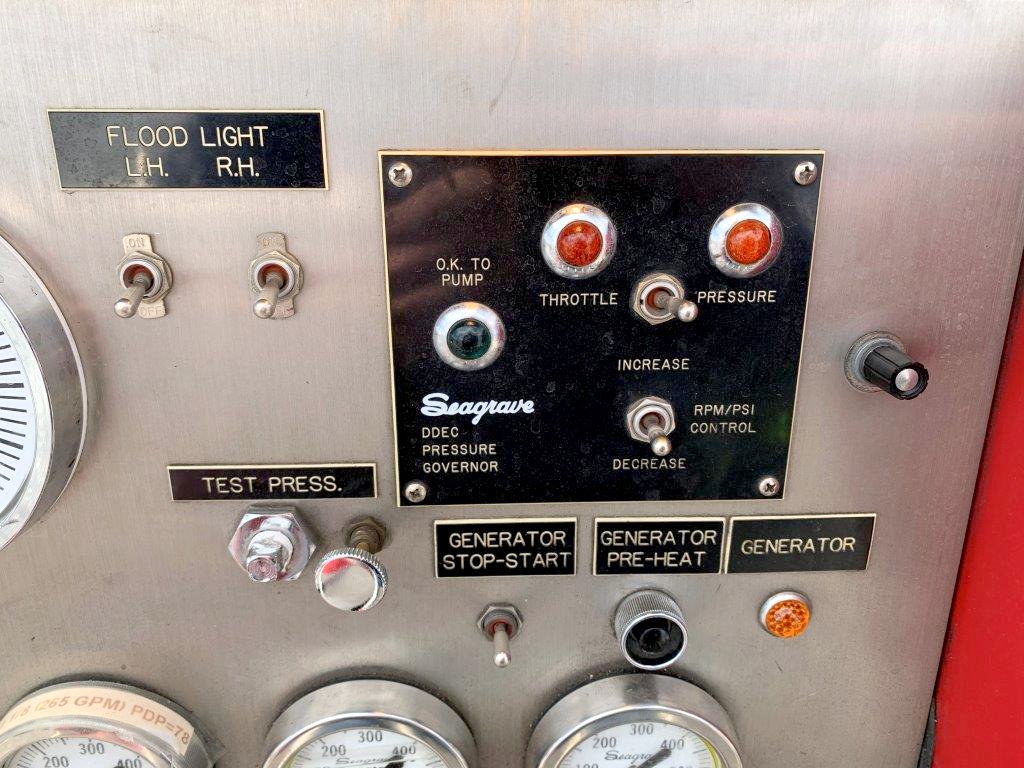 FLOOD LIGHT
L.H. R.H.
ON
OFF
ON
O.K. TO
PUMP
THROTTLE
PRESSURE
INCREASE
RPM/PSI
CONTROL
DECREASE
Seagrave
DDEC
PRESSURE
GOVERNOR
TEST PRESS.
GENERATOR
STOP-START
GENERATOR
PRE-HEAT
GENERATOR
(265 GPM) PDP=78
200 300 400
200 300 400
Seagrave
200 300 400
Seagrave